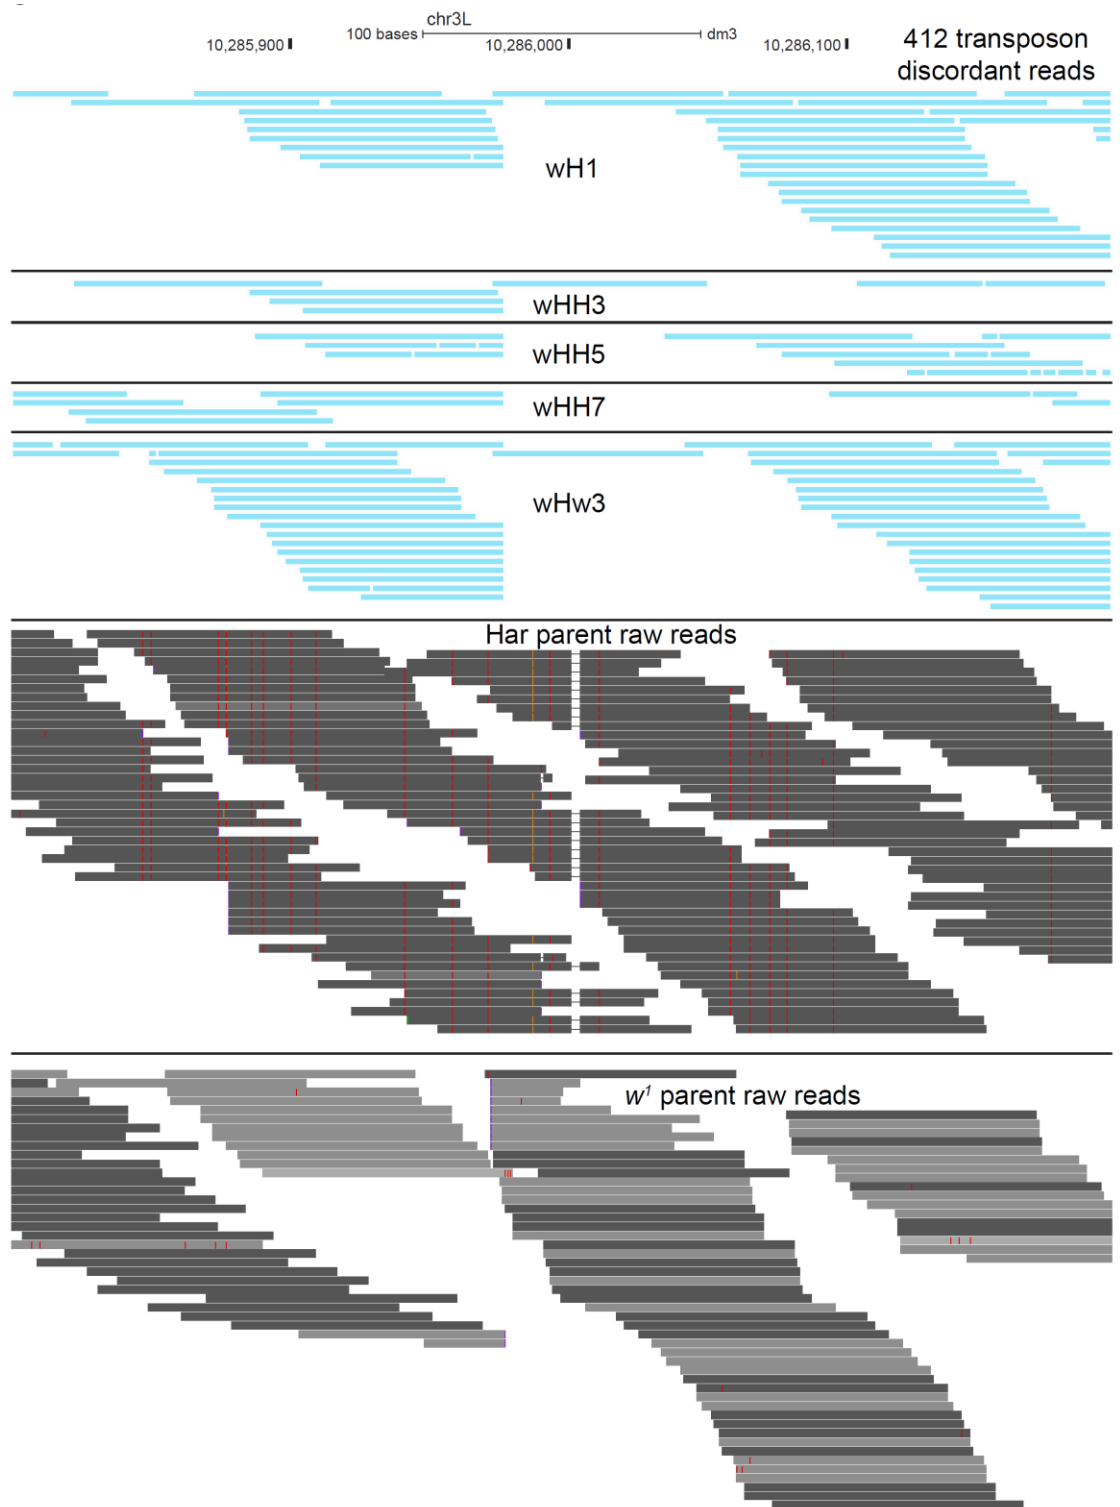 chr3L
100 bases dm3
10,285,900 10,286,000 10,286,100
412 transposon
discordant reads
wH1
wHH3
wHH5
wHH7
wHw3
Har parent raw reads
w1 parent raw reads